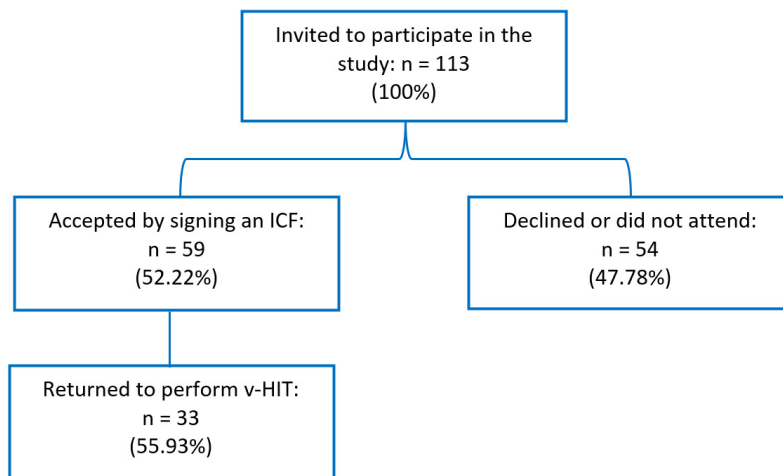 Invited to participate in the
study: n = 113
(100%)
Accepted by signing an ICF:
n = 59
(52.22%)
Declined or did not attend:
n = 54
(47.78%)
Returned to perform v-HIT:
n = 33
(55.93%)